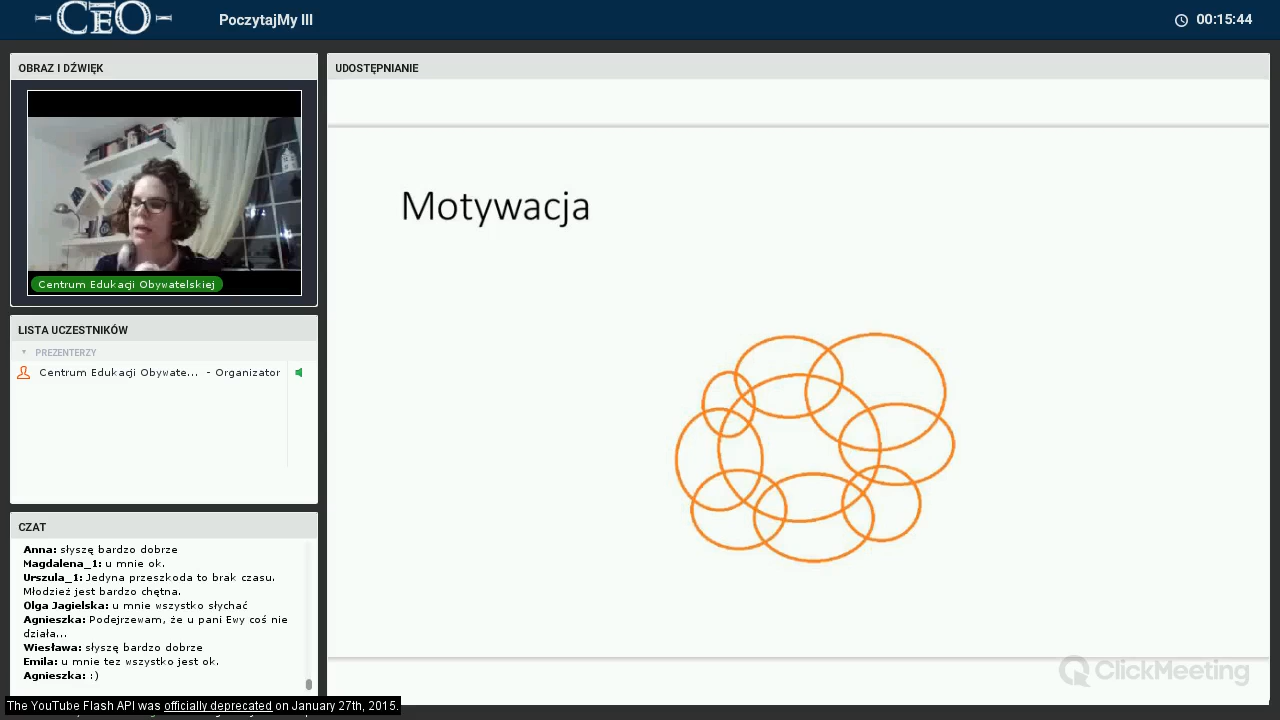 CEO
PoczytajMy III
00:15:44
OBRAZ I DŹWIĘK
Centrum Edukacji Obywatelskiej
LISTA UCZESTNIKÓW
PREZENTERZY
Centrum Edukacji Obywate... - Organizator
CZAT
Anna: słyszę bardzo dobrze
Magdalena_1: u mnie ok.
Urszula_1: Jedyna przeszkoda to brak czasu.
Młodzież jest bardzo chętna.
Olga Jagielska: u mnie wszystko słychać
Agnieszka: Podejrzewam, że u pani Ewy coś nie
działa...
Wiesława: słyszę bardzo dobrze
Emila: u mnie tez wszystko jest ok.
Agnieszka: :)
The YouTube Flash API was officially deprecated on January 27th, 2015.
UDOSTĘPNIANIE
Motywacja
ClickMeeting